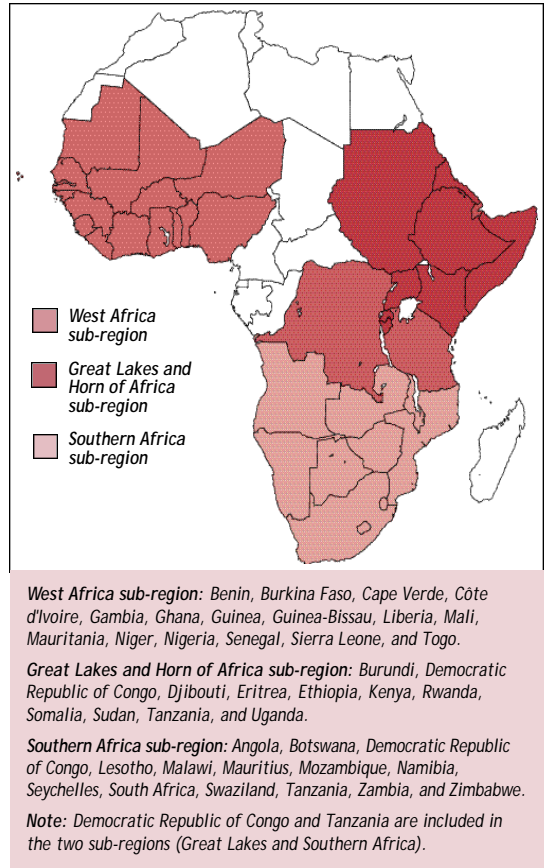 West Africa
sub-region
Great Lakes and
Horn of Africa
sub-region
Southern Africa
sub-region
West Africa sub-region: Benin, Burkina Faso, Cape Verde, Côte
d'Ivoire, Gambia, Ghana, Guinea, Guinea-Bissau, Liberia, Mali,
Mauritania, Niger, Nigeria, Senegal, Sierra Leone, and Togo.
Great Lakes and Horn of Africa sub-region: Burundi, Democratic
Republic of Congo, Djibouti, Eritrea, Ethiopia, Kenya, Rwanda,
Somalia, Sudan, Tanzania, and Uganda.
Southern Africa sub-region: Angola, Botswana, Democratic Republic
of Congo, Lesotho, Malawi, Mauritius, Mozambique, Namibia,
Seychelles, South Africa, Swaziland, Tanzania, Zambia, and Zimbabwe.
Note: Democratic Republic of Congo and Tanzania are included in
the two sub-regions (Great Lakes and Southern Africa).